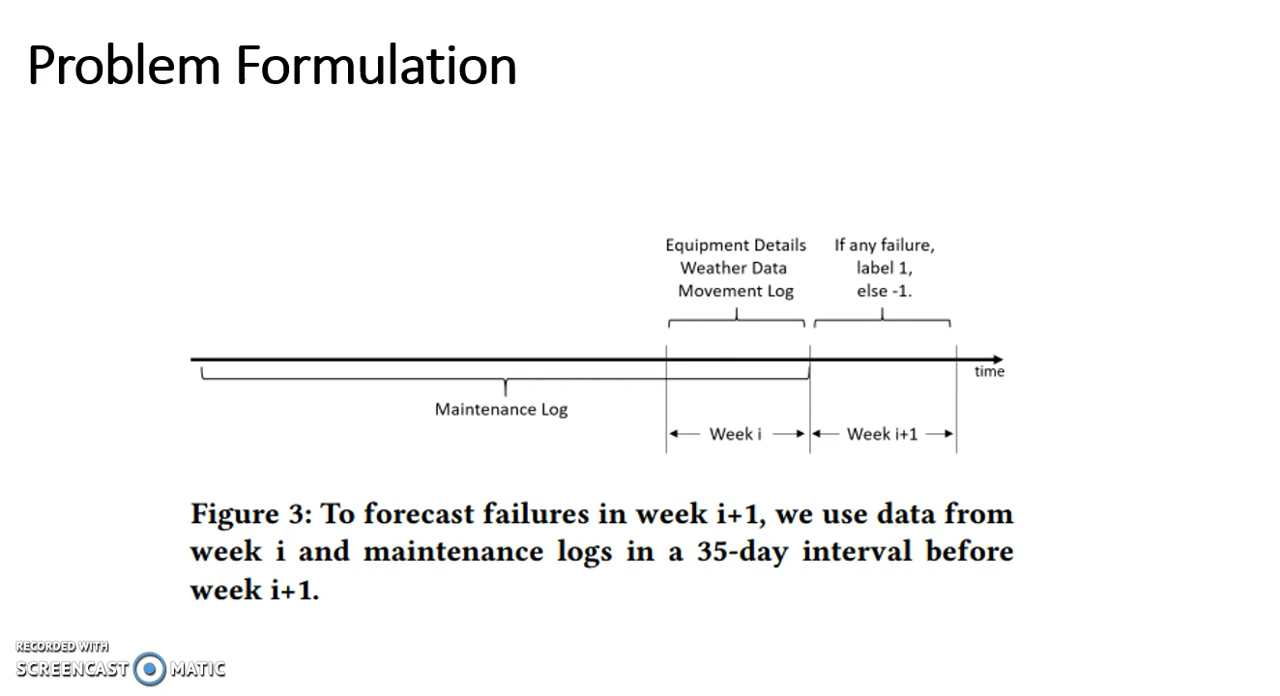 Problem Formulation
Equipment Details
Weather Data
Movement Log
If any failure,
label 1,
else -1.
time
Maintenance Log
Week i
Week i+1
Figure 3: To forecast failures in week i+1, we use data from
week i and maintenance logs in a 35-day interval before
week i+1.
RECORDED WITH
SCREENCAST MATIC